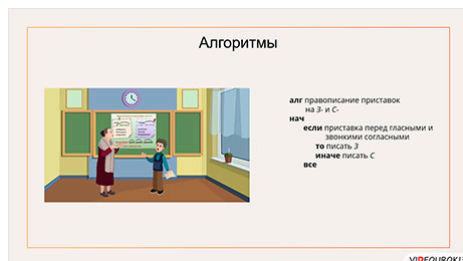 Алгоритмы
алг правописание приставок
на З- и С-
нач
если приставка перед гласными и
звонкими согласными
то писать З
иначе писать С
все
VIDEOUROKI